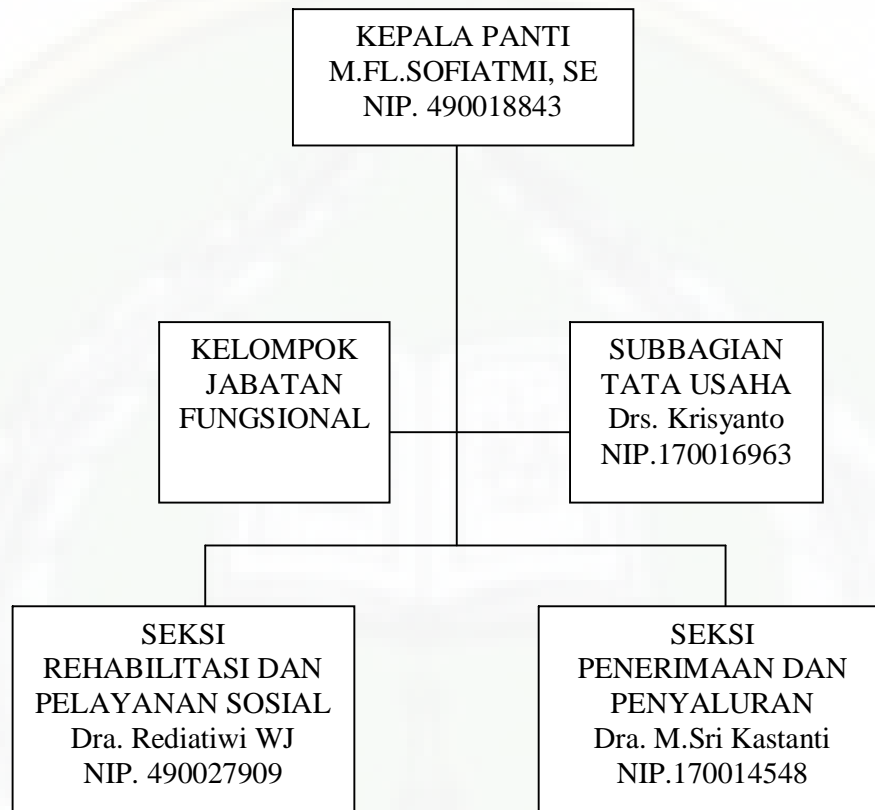 KEPALA PANTI
M.FL.SOFIATMI, SE
NIP. 490018843
KELOMPOK
JABATAN
FUNGSIONAL
SUBBAGIAN
TATA USAHA
Drs. Krisyanto
NIP.170016963
SEKSI
REHABILITASI DAN
PELAYANAN SOSIAL
Dra. Rediatiwi WJ
NIP. 490027909
SEKSI
PENERIMAAN DAN
PENYALURAN
Dra. M.Sri Kastanti
NIP.170014548